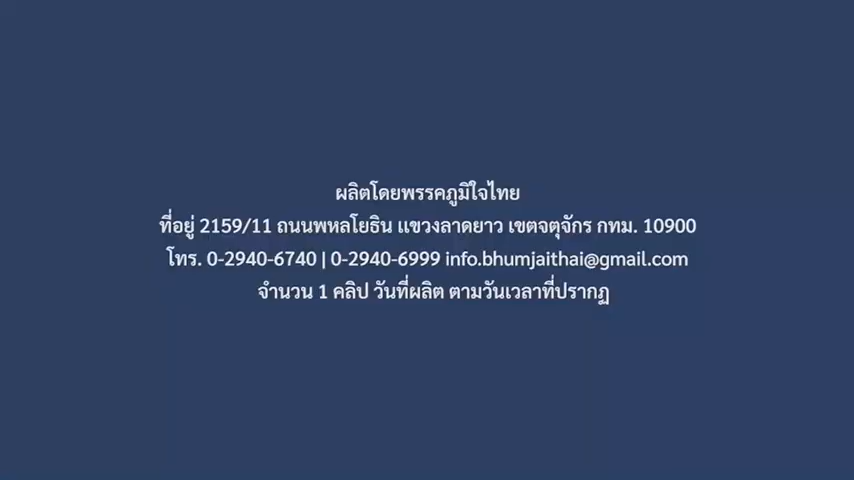 ผลิตโดยพรรคภูมิใจไทย
ที่อยู่ 2159/11 ถนนพหลโยธิน แขวงลาดยาว เขตจตุจักร กทม. 10900
โทร. 0-2940-6740 | 0-2940-6999 info.bhumjaithai@gmail.com
จำนวน 1 คลิป วันที่ผลิต ตามวันเวลาที่ปรากฏ